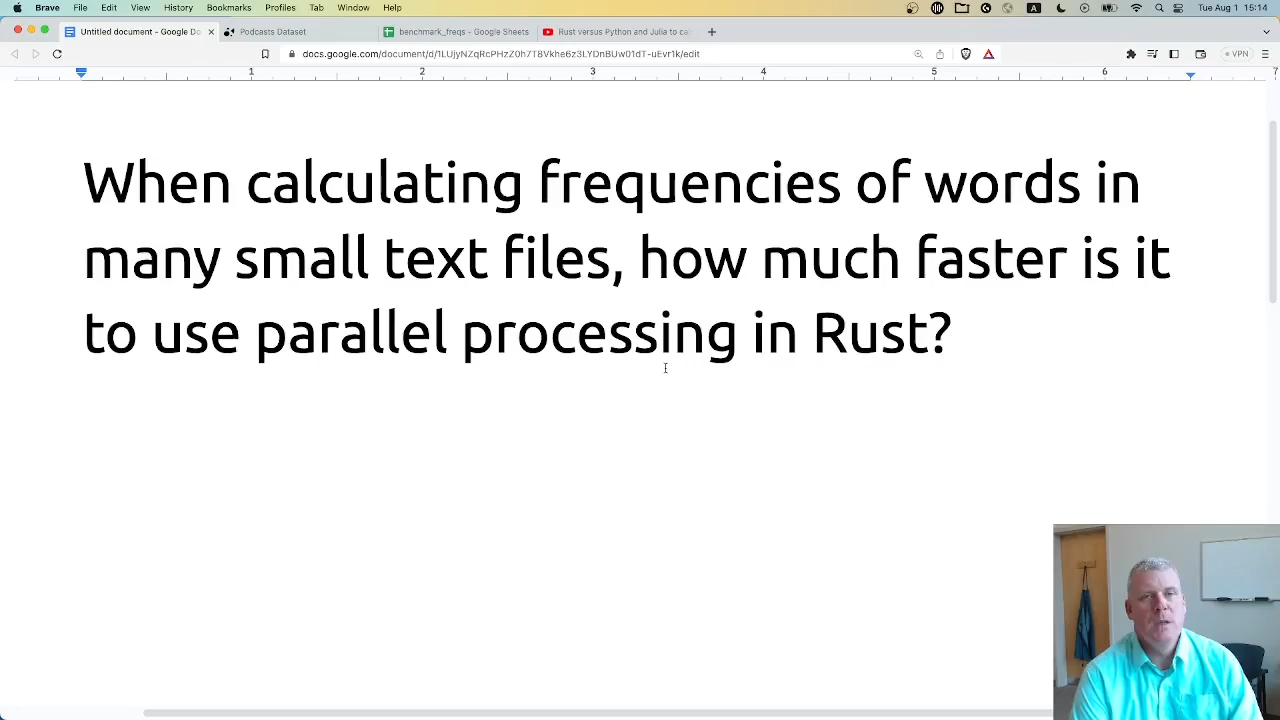 Brave File Edit View History Bookmarks Profiles Tab Window Help A Tue Aug 1 15:14
Untitled document - Google Do Podcasts Dataset benchmark_freqs - Google Sheets Rust versus Python and Julia to cal
docs.google.com/document/d/1LUjyNZqRcPHzZ0h7T8Vkhe6z3LYDnBUw01dT-uEvr1k/edit VPN
1 2 3 4 5 6 7
When calculating frequencies of words in
many small text files, how much faster is it
to use parallel processing in Rust?